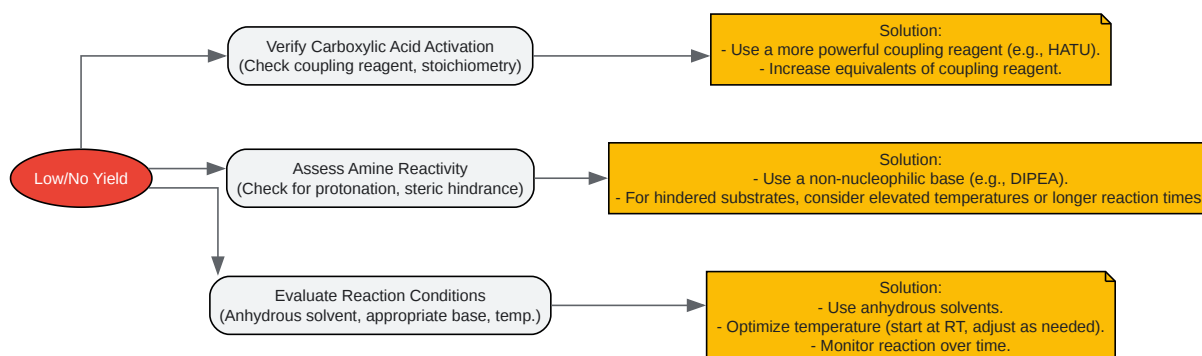 Low/No Yield
Verify Carboxylic Acid Activation
(Check coupling reagent, stoichiometry)
Solution:
- Use a more powerful coupling reagent (e.g., HATU).
- Increase equivalents of coupling reagent.
Assess Amine Reactivity
(Check for protonation, steric hindrance)
Solution:
- Use a non-nucleophilic base (e.g., DIPEA).
- For hindered substrates, consider elevated temperatures or longer reaction times
Evaluate Reaction Conditions
(Anhydrous solvent, appropriate base, temp.)
Solution:
- Use anhydrous solvents.
- Optimize temperature (start at RT, adjust as needed).
- Monitor reaction over time.